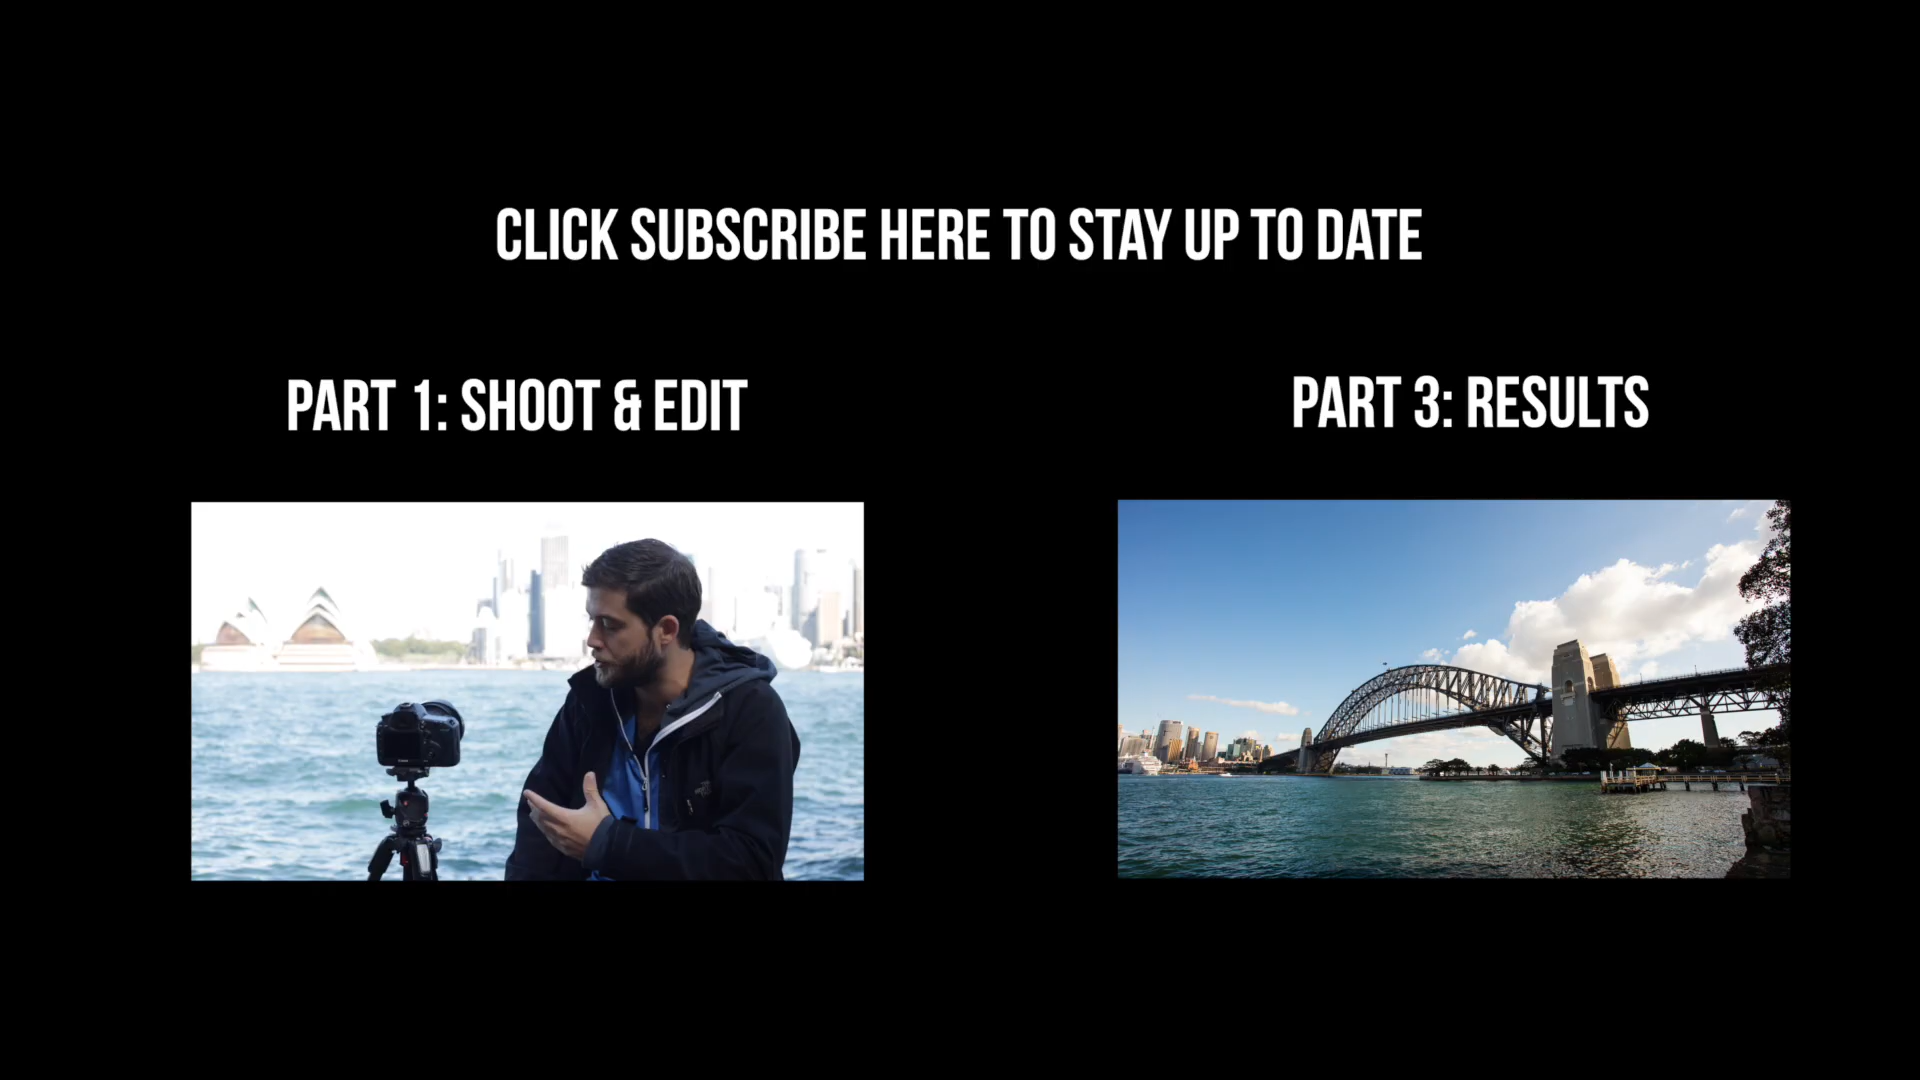 CLICK SUBSCRIBE HERE TO STAY UP TO DATE
PART 1: SHOOT & EDIT
PART 3: RESULTS